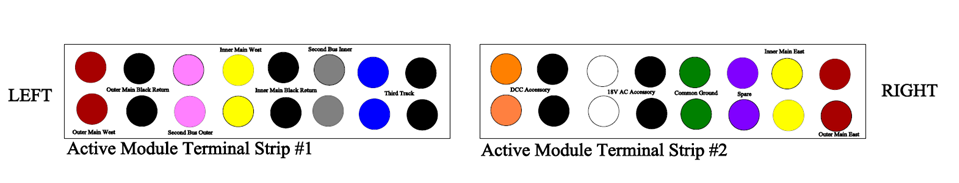 Inner Main West
Second Bus Inner
Outer Main Black Return
Inner Main Black Return
Third Track
Outer Main West
Second Bus Outer
LEFT
Active Module Terminal Strip #1
Inner Main East
DCC Accessory
18V AC Accessory
Common Ground
Spare
Outer Main East
RIGHT
Active Module Terminal Strip #2